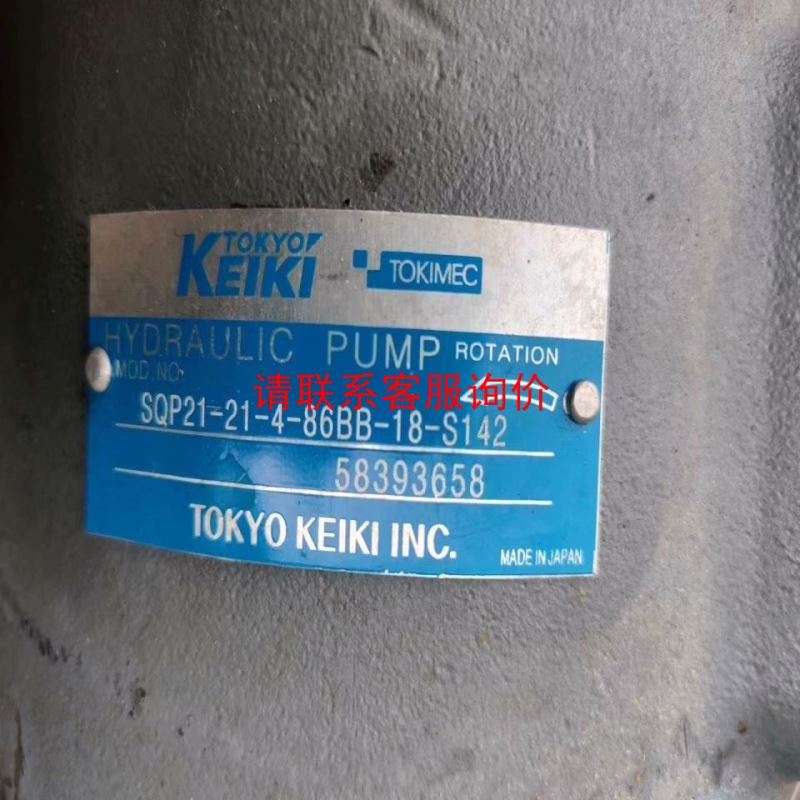 TOKYO
KEIKI TOKIMEC
HYDRAULIC PUMP ROTATION
MOD.NO
请联系客服询价
SQP21-21-4-86BB-18-S142
58393658
TOKYO KEIKI INC.
MADE IN JAPAN